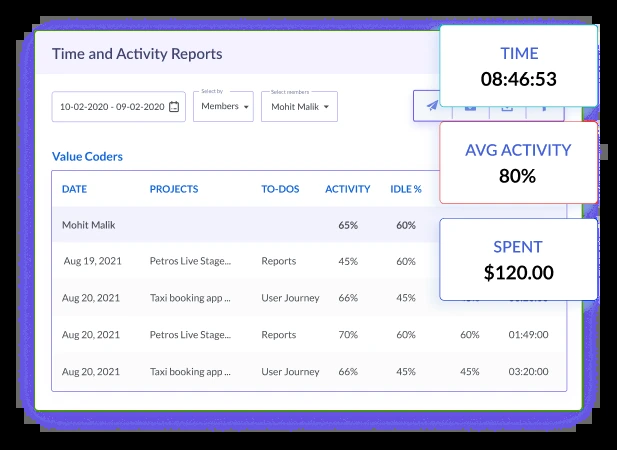 Time and Activity Reports
TIME
08:46:53
10-02-2020 - 09-02-2020
Select by
Members
Select members
Mohit Malik
AVG ACTIVITY
80%
Value Coders
DATE PROJECTS TO-DOS ACTIVITY IDLE %
Mohit Malik 65% 60%
SPENT
$120.00
Aug 19, 2021 Petros Live Stage... Reports 45% 60%
Aug 20, 2021 Taxi booking app ... User Journey 66% 45%
Aug 20, 2021 Petros Live Stage... Reports 70% 60% 60% 01:49:00
Aug 20, 2021 Taxi booking app ... User Journey 66% 45% 45% 03:20:00